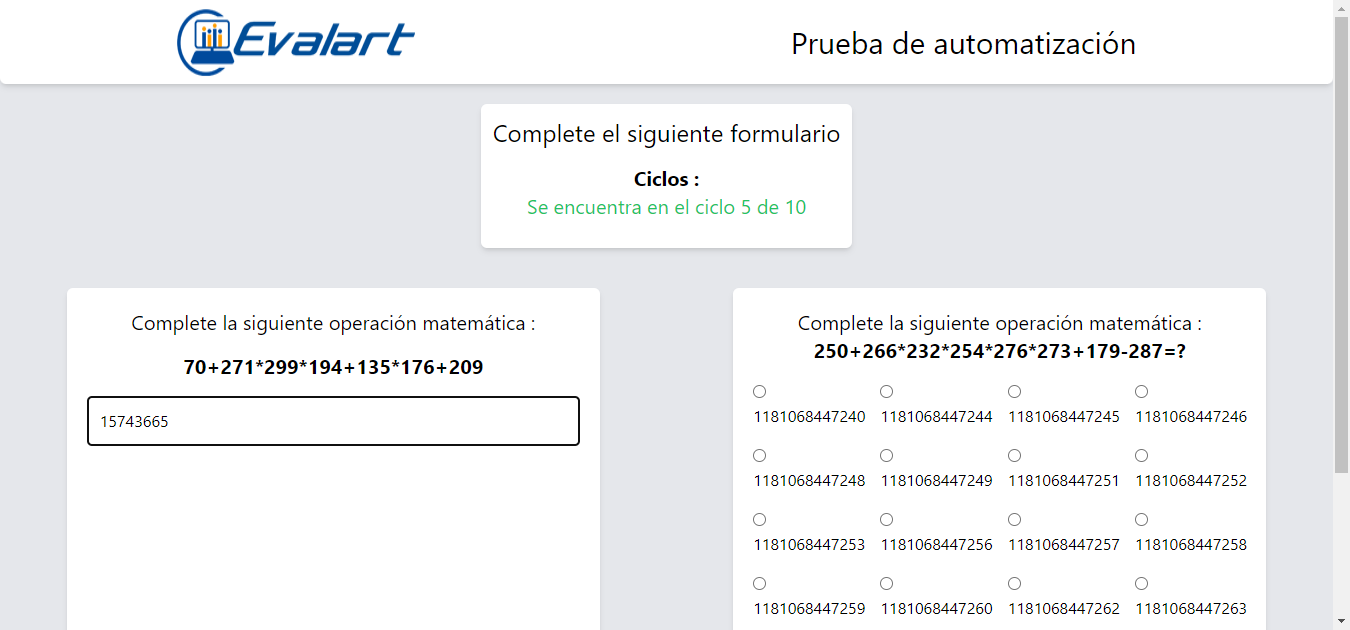 Evalart
Prueba de automatización
Complete el siguiente formulario
Ciclos :
Se encuentra en el ciclo 5 de 10
Complete la siguiente operación matemática :
70+271*299*194+135*176+209
15743665
Complete la siguiente operación matemática :
250+266*232*254*276*273+179-287=?
1181068447240 1181068447244 1181068447245 1181068447246
1181068447248 1181068447249 1181068447251 1181068447252
1181068447253 1181068447256 1181068447257 1181068447258
1181068447259 1181068447260 1181068447262 1181068447263